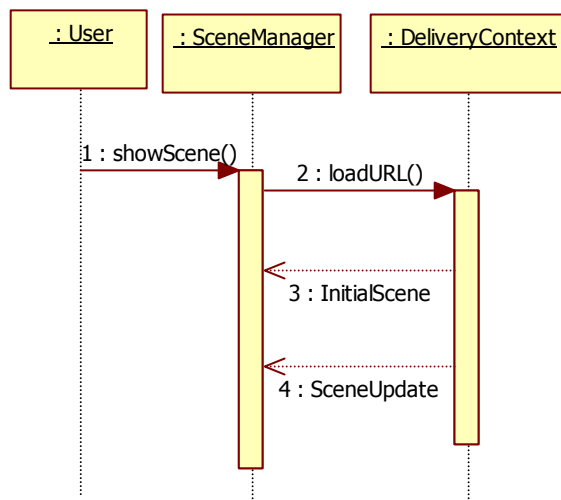 : User
: SceneManager
: DeliveryContext
1 : showScene()
2 : loadURL()
3 : InitialScene
4 : SceneUpdate